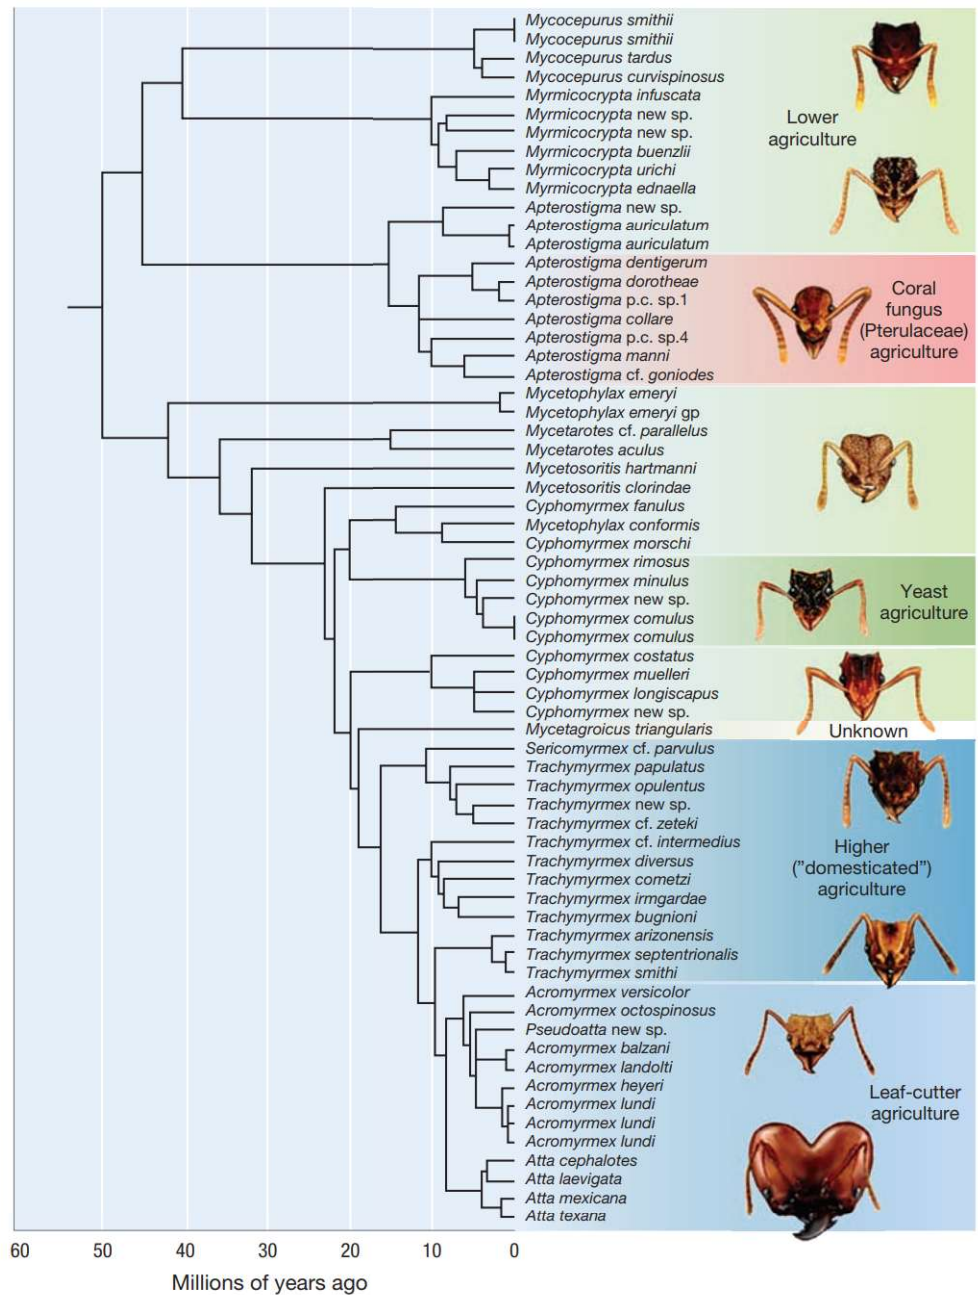 Mycocepurus smithii
Mycocepurus smithii
Mycocepurus tardus
Mycocepurus curvispinosus
Myrmicocrypta infuscata
Myrmicocrypta new sp.
Myrmicocrypta new sp.
Myrmicocrypta buenzlii
Myrmicocrypta urichi
Myrmicocrypta ednaella
Lower
agriculture
Apterostigma new sp.
Apterostigma auriculatum
Apterostigma auriculatum
Apterostigma dentigerum
Apterostigma dorotheae
Apterostigma p.c. sp.1
Apterostigma collare
Apterostigma p.c. sp.4
Apterostigma manni
Apterostigma cf. goniodes
Coral
fungus
(Pterulaceae)
agriculture
Mycetophylax emeryi
Mycetophylax emeryi gp
Mycetarotes cf. parallelus
Mycetarotes aculus
Mycetosoritis hartmanni
Mycetosoritis clorindae
Cyphomyrmex fanulus
Mycetophylax conformis
Cyphomyrmex morschi
Cyphomyrmex rimosus
Cyphomyrmex minulus
Cyphomyrmex new sp.
Cyphomyrmex comulus
Cyphomyrmex comulus
Yeast
agriculture
Cyphomyrmex costatus
Cyphomyrmex muelleri
Cyphomyrmex longiscapus
Cyphomyrmex new sp.
Mycetagroicus triangularis
Unknown
Sericomyrmex cf. parvulus
Trachymyrmex papulatus
Trachymyrmex opulentus
Trachymyrmex new sp.
Trachymyrmex cf. zeteki
Trachymyrmex cf. intermedius
Trachymyrmex diversus
Trachymyrmex cometzi
Trachymyrmex irmgardae
Trachymyrmex bugnioni
Trachymyrmex arizonensis
Trachymyrmex septentrionalis
Trachymyrmex smithi
Higher
("domesticated")
agriculture
Acromyrmex versicolor
Acromyrmex octospinosus
Pseudoatta new sp.
Acromyrmex balzani
Acromyrmex landolti
Acromyrmex heyeri
Acromyrmex lundi
Acromyrmex lundi
Acromyrmex lundi
Atta cephalotes
Atta laevigata
Atta mexicana
Atta texana
Leaf-cutter
agriculture
60 50 40 30 20 10 0
Millions of years ago